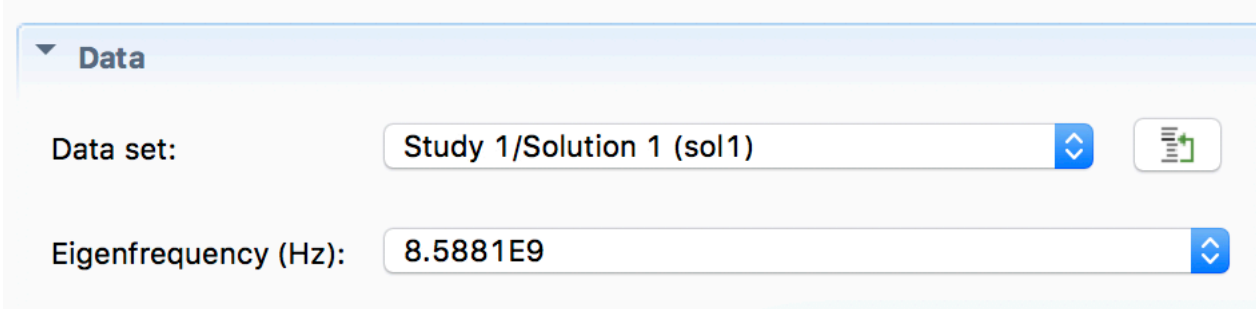 Data
Data set: Study 1/Solution 1 (sol1)
Eigenfrequency (Hz): 8.5881E9